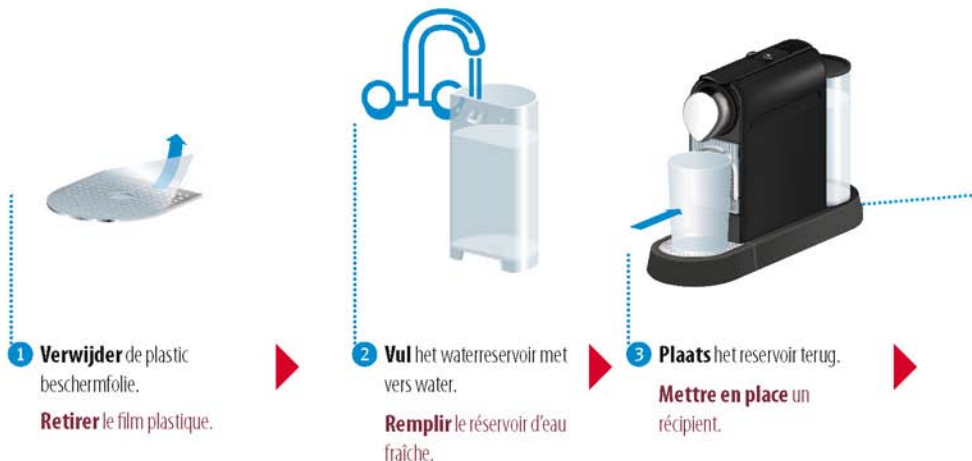 1 Verwijder de plastic
beschermfolie.
Retirer le film plastique.
2 Vul het waterreservoir met
vers water.
Remplir le réservoir d'eau
fraîche.
3 Plaats het reservoir terug.
Mettre en place un
récipient.